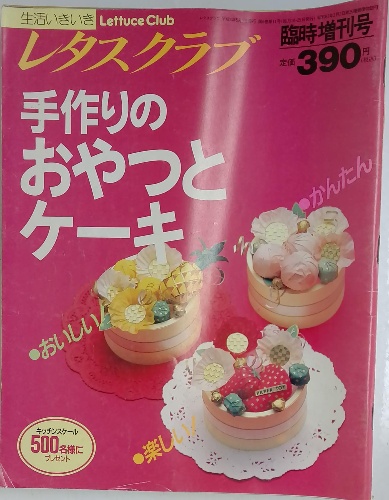 生活いきいき Lettuce Club
レタスクラブ
臨時増刊号
定価390円
手作りの
おやつと
ケーキ
●かんたん
●おいしい
●楽しい!
キッチンスケール
500名様に
プレゼント